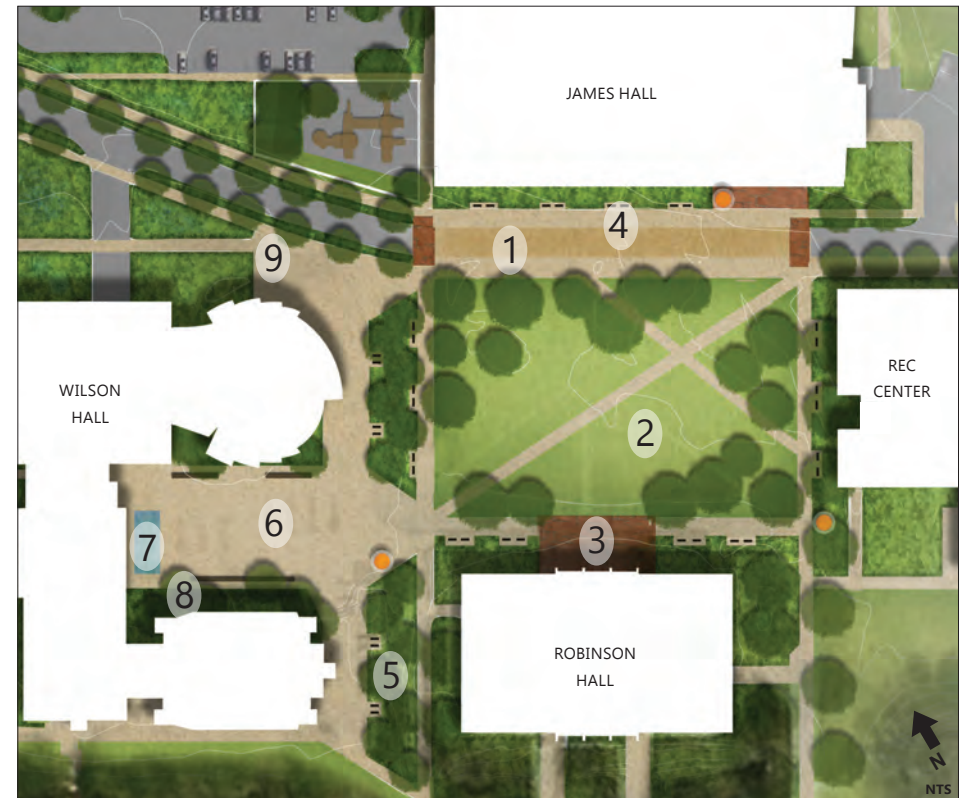 JAMES HALL
4
1
9
REC
CENTER
WILSON
HALL
2
6
3
7
8
ROBINSON
HALL
5
N
NTS